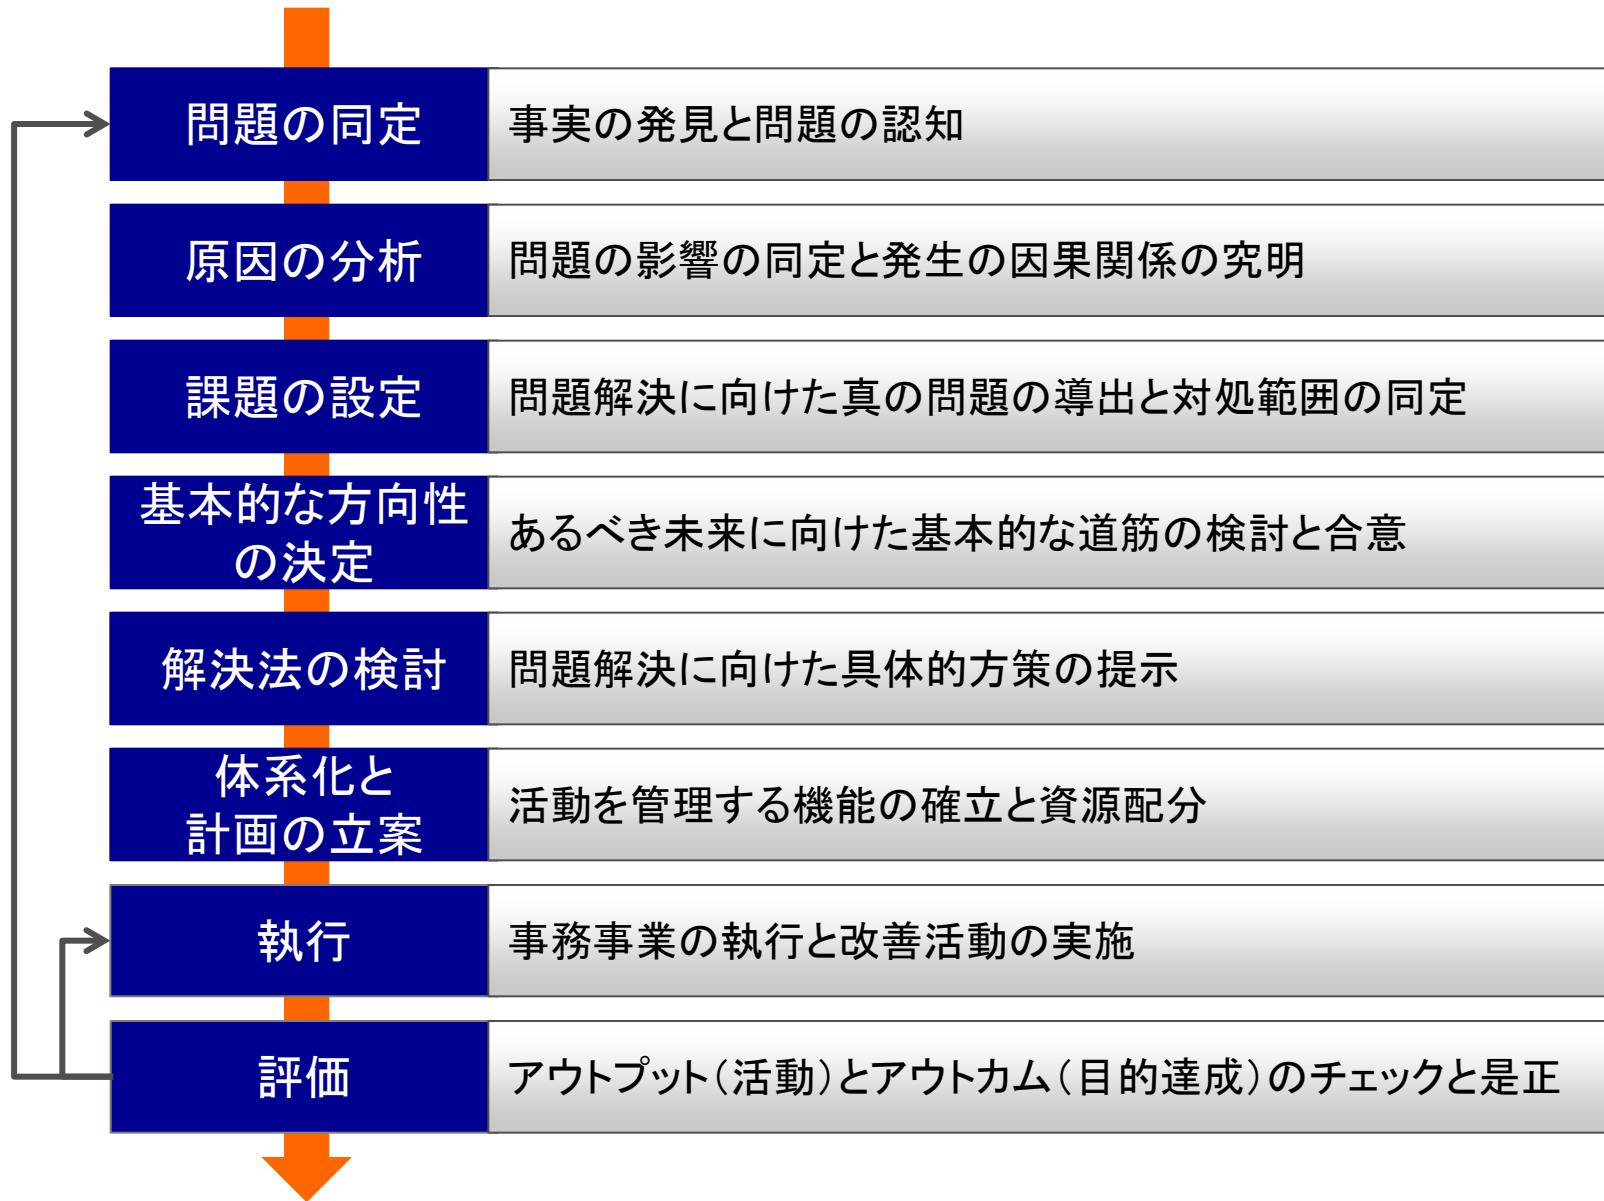 問題の同定
事実の発見と問題の認知
原因の分析
問題の影響の同定と発生の因果関係の究明
課題の設定
問題解決に向けた真の問題の導出と対処範囲の同定
基本的な方向性
の決定
あるべき未来に向けた基本的な道筋の検討と合意
解決法の検討
問題解決に向けた具体的方策の提示
体系化と
計画の立案
活動を管理する機能の確立と資源配分
執行
事務事業の執行と改善活動の実施
評価
アウトプット(活動)とアウトカム(目的達成)のチェックと是正